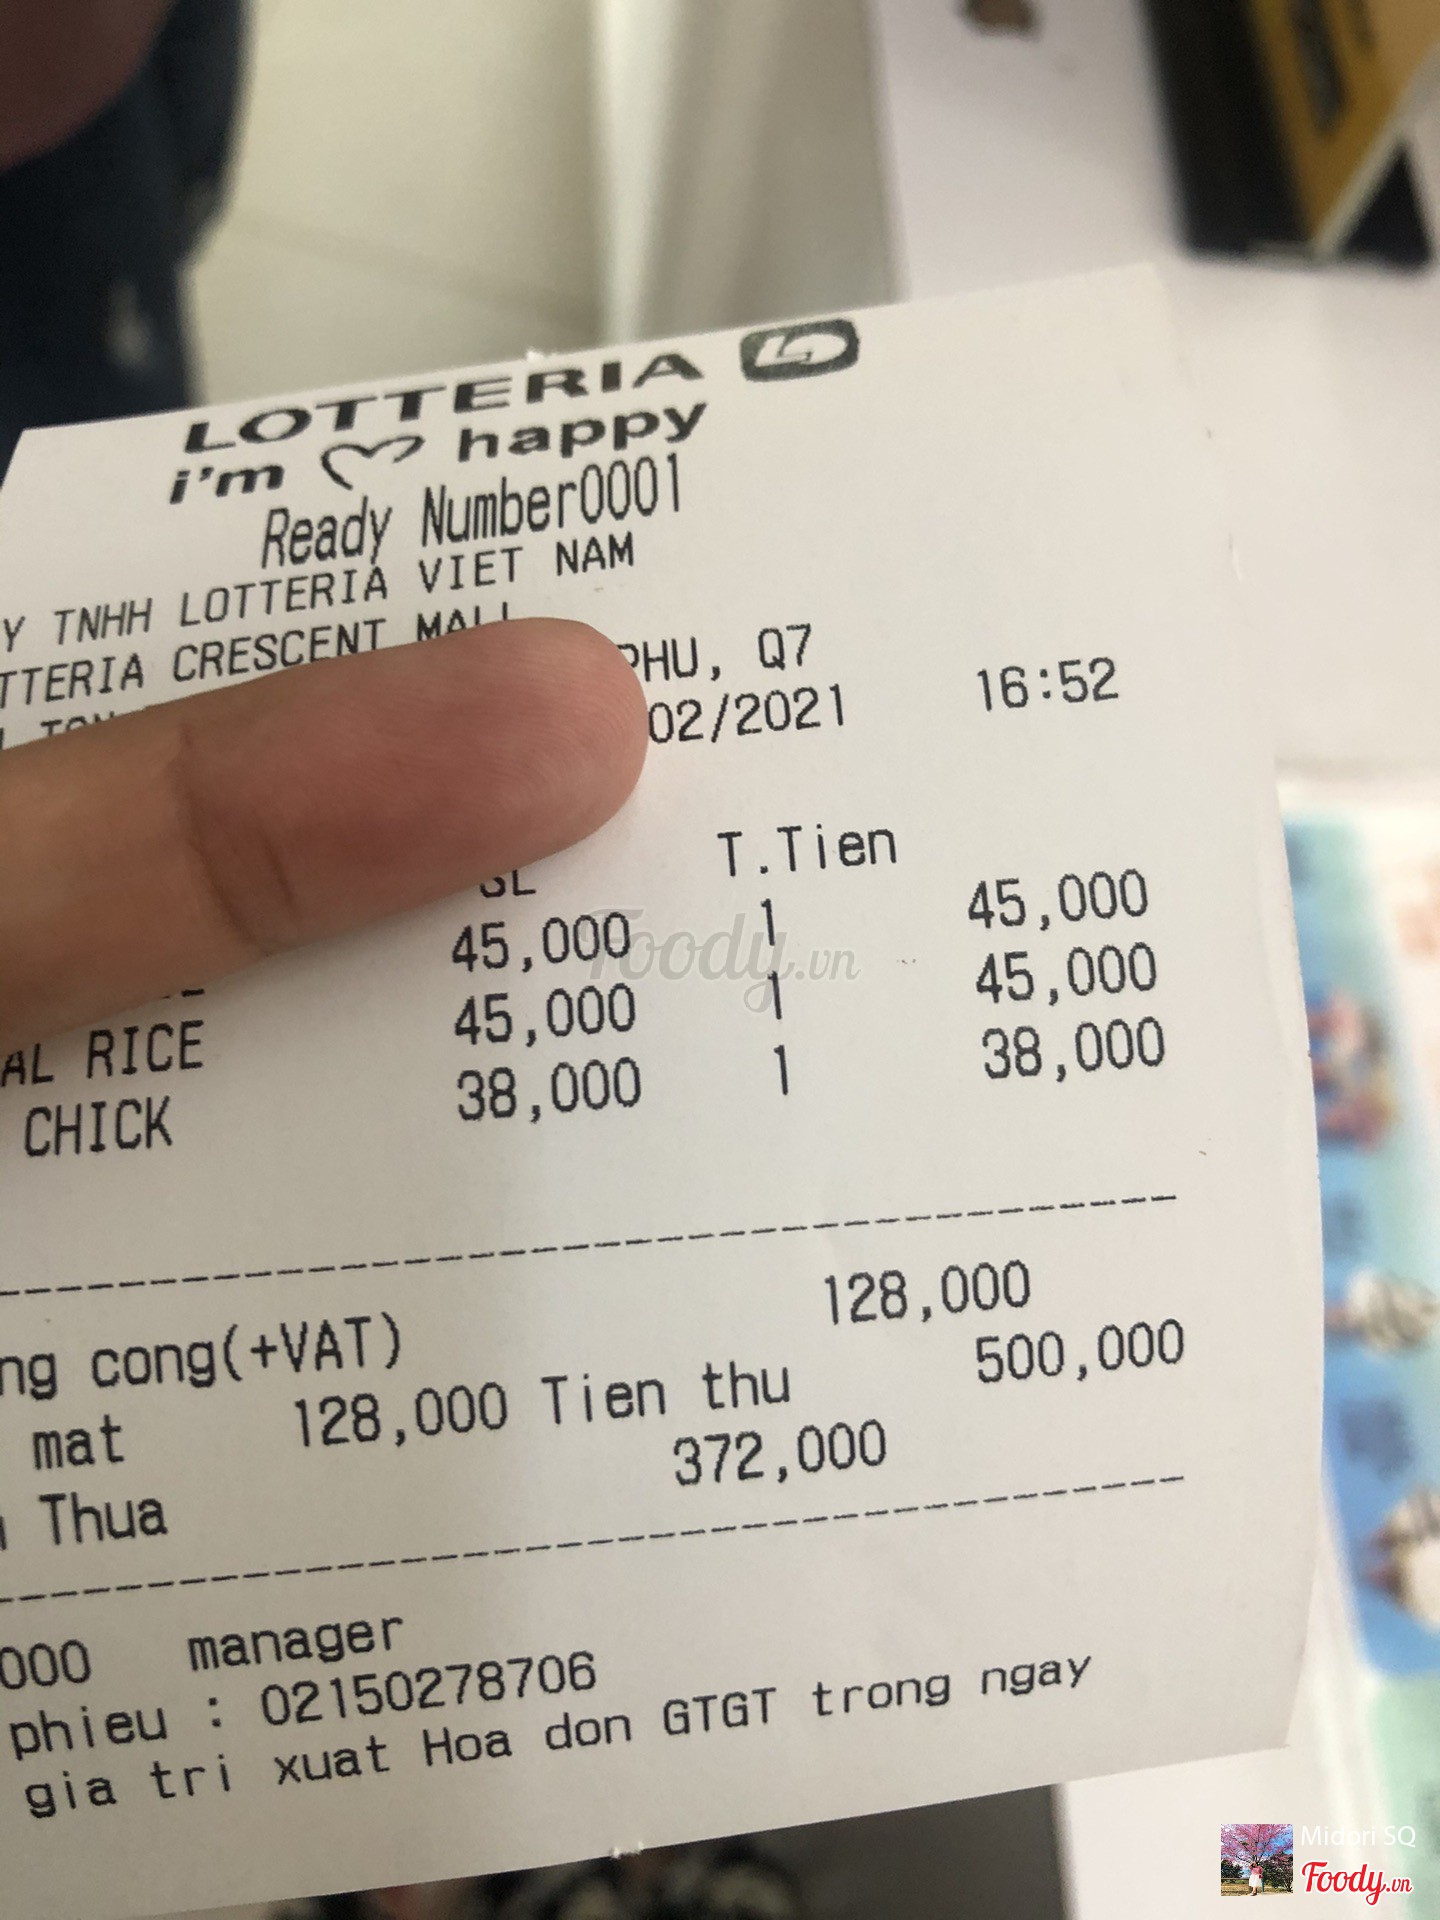 LOTTERIA
i'm happy
Ready Number0001
Y TNHH LOTTERIA VIET NAM
TTERIA CRESCENT MALL
PHU, Q7
02/2021 16:52
SL T.Tien
45,000 1 45,000
AL RICE 45,000 1 45,000
CHICK 38,000 1 38,000
ng cong(+VAT) 128,000
mat 128,000 Tien thu 500,000
Thua 372,000
000 manager
phieu : 02150278706
gia tri xuat Hoa don GTGT trong ngay
Foody.vn
Midori SQ
Foody.vn